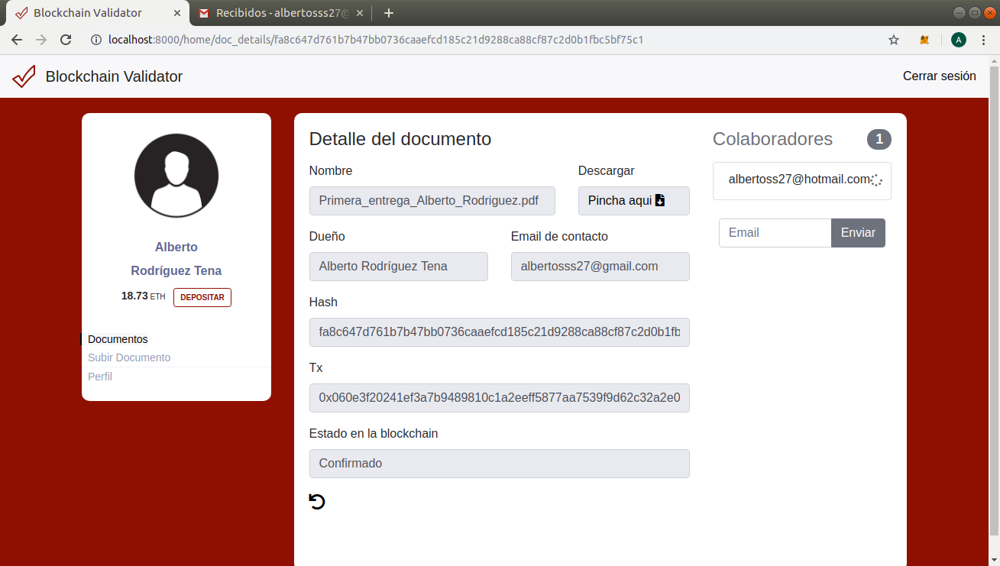 Blockchain Validator
Recibidos - albertosss27@
localhost:8000/home/doc_details/fa8c647d761b7b47bb0736caaefcd185c21d9288ca88cf87c2d0b1fbc5bf75c1
A
Blockchain Validator
Cerrar sesión
Alberto
Rodríguez Tena
18.73 ETH DEPOSITAR
Documentos
Subir Documento
Perfil
Detalle del documento
Nombre
Primera_entrega_Alberto_Rodriguez.pdf
Descargar
Pincha aqui
Dueño
Alberto Rodríguez Tena
Email de contacto
albertosss27@gmail.com
Hash
fa8c647d761b7b47bb0736caaefcd185c21d9288ca88cf87c2d0b1fb
Tx
0x060e3f20241ef3a7b9489810c1a2eeff5877aa7539f9d62c32a2e0
Estado en la blockchain
Confirmado
Colaboradores 1
albertoss27@hotmail.com
Email
Enviar